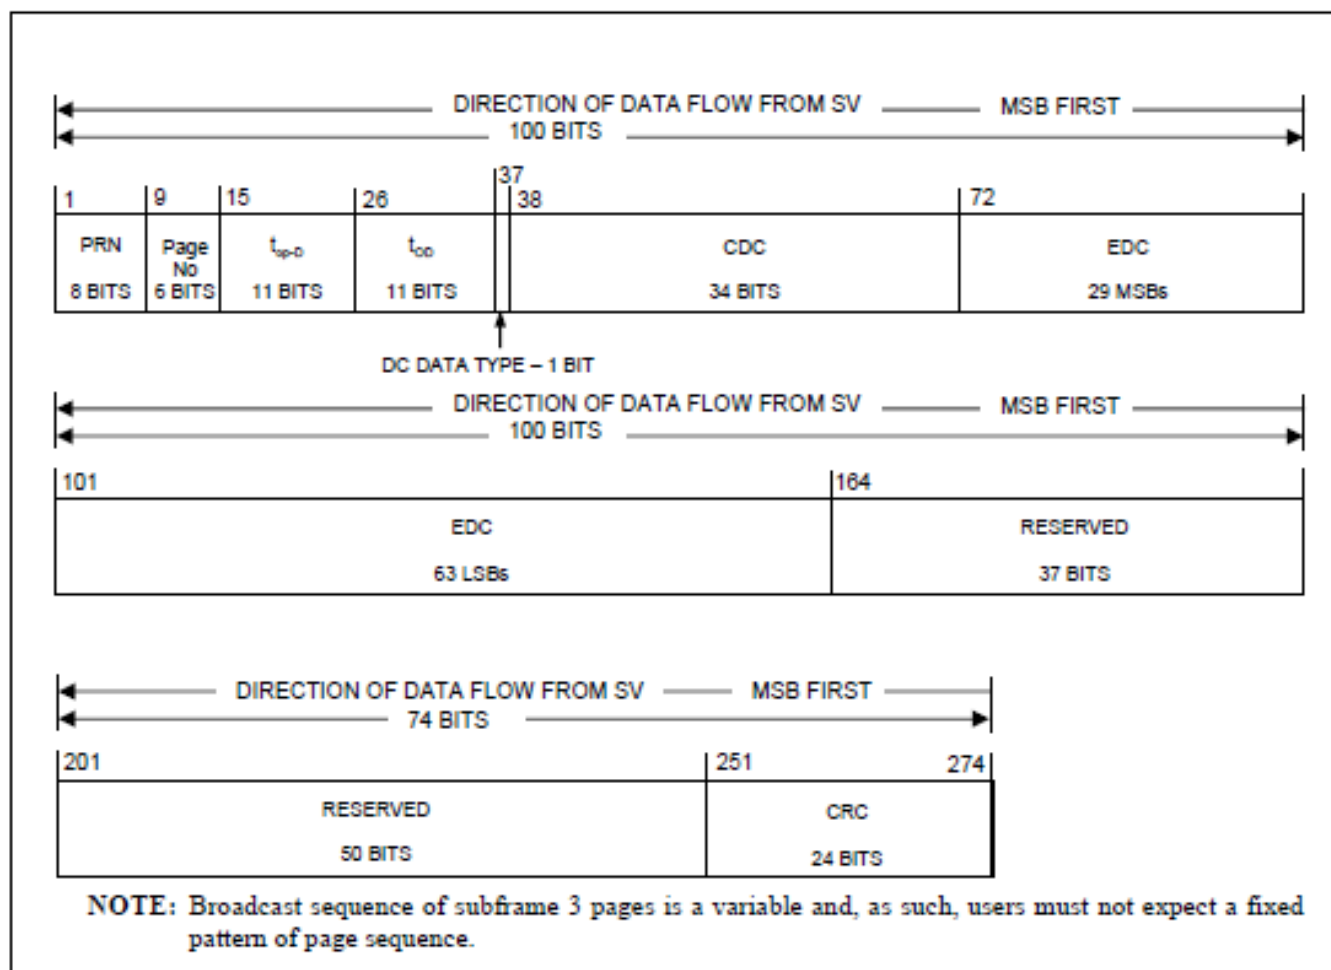 DIRECTION OF DATA FLOW FROM SV MSB FIRST
100 BITS
1 9 15 26 37 38 72
PRN Page No t_op-D t_OD CDC EDC
8 BITS 6 BITS 11 BITS 11 BITS 34 BITS 29 MSBs
DC DATA TYPE – 1 BIT
DIRECTION OF DATA FLOW FROM SV MSB FIRST
100 BITS
101 164
EDC RESERVED
63 LSBs 37 BITS
DIRECTION OF DATA FLOW FROM SV MSB FIRST
74 BITS
201 251 274
RESERVED CRC
50 BITS 24 BITS
NOTE: Broadcast sequence of subframe 3 pages is a variable and, as such, users must not expect a fixed
pattern of page sequence.